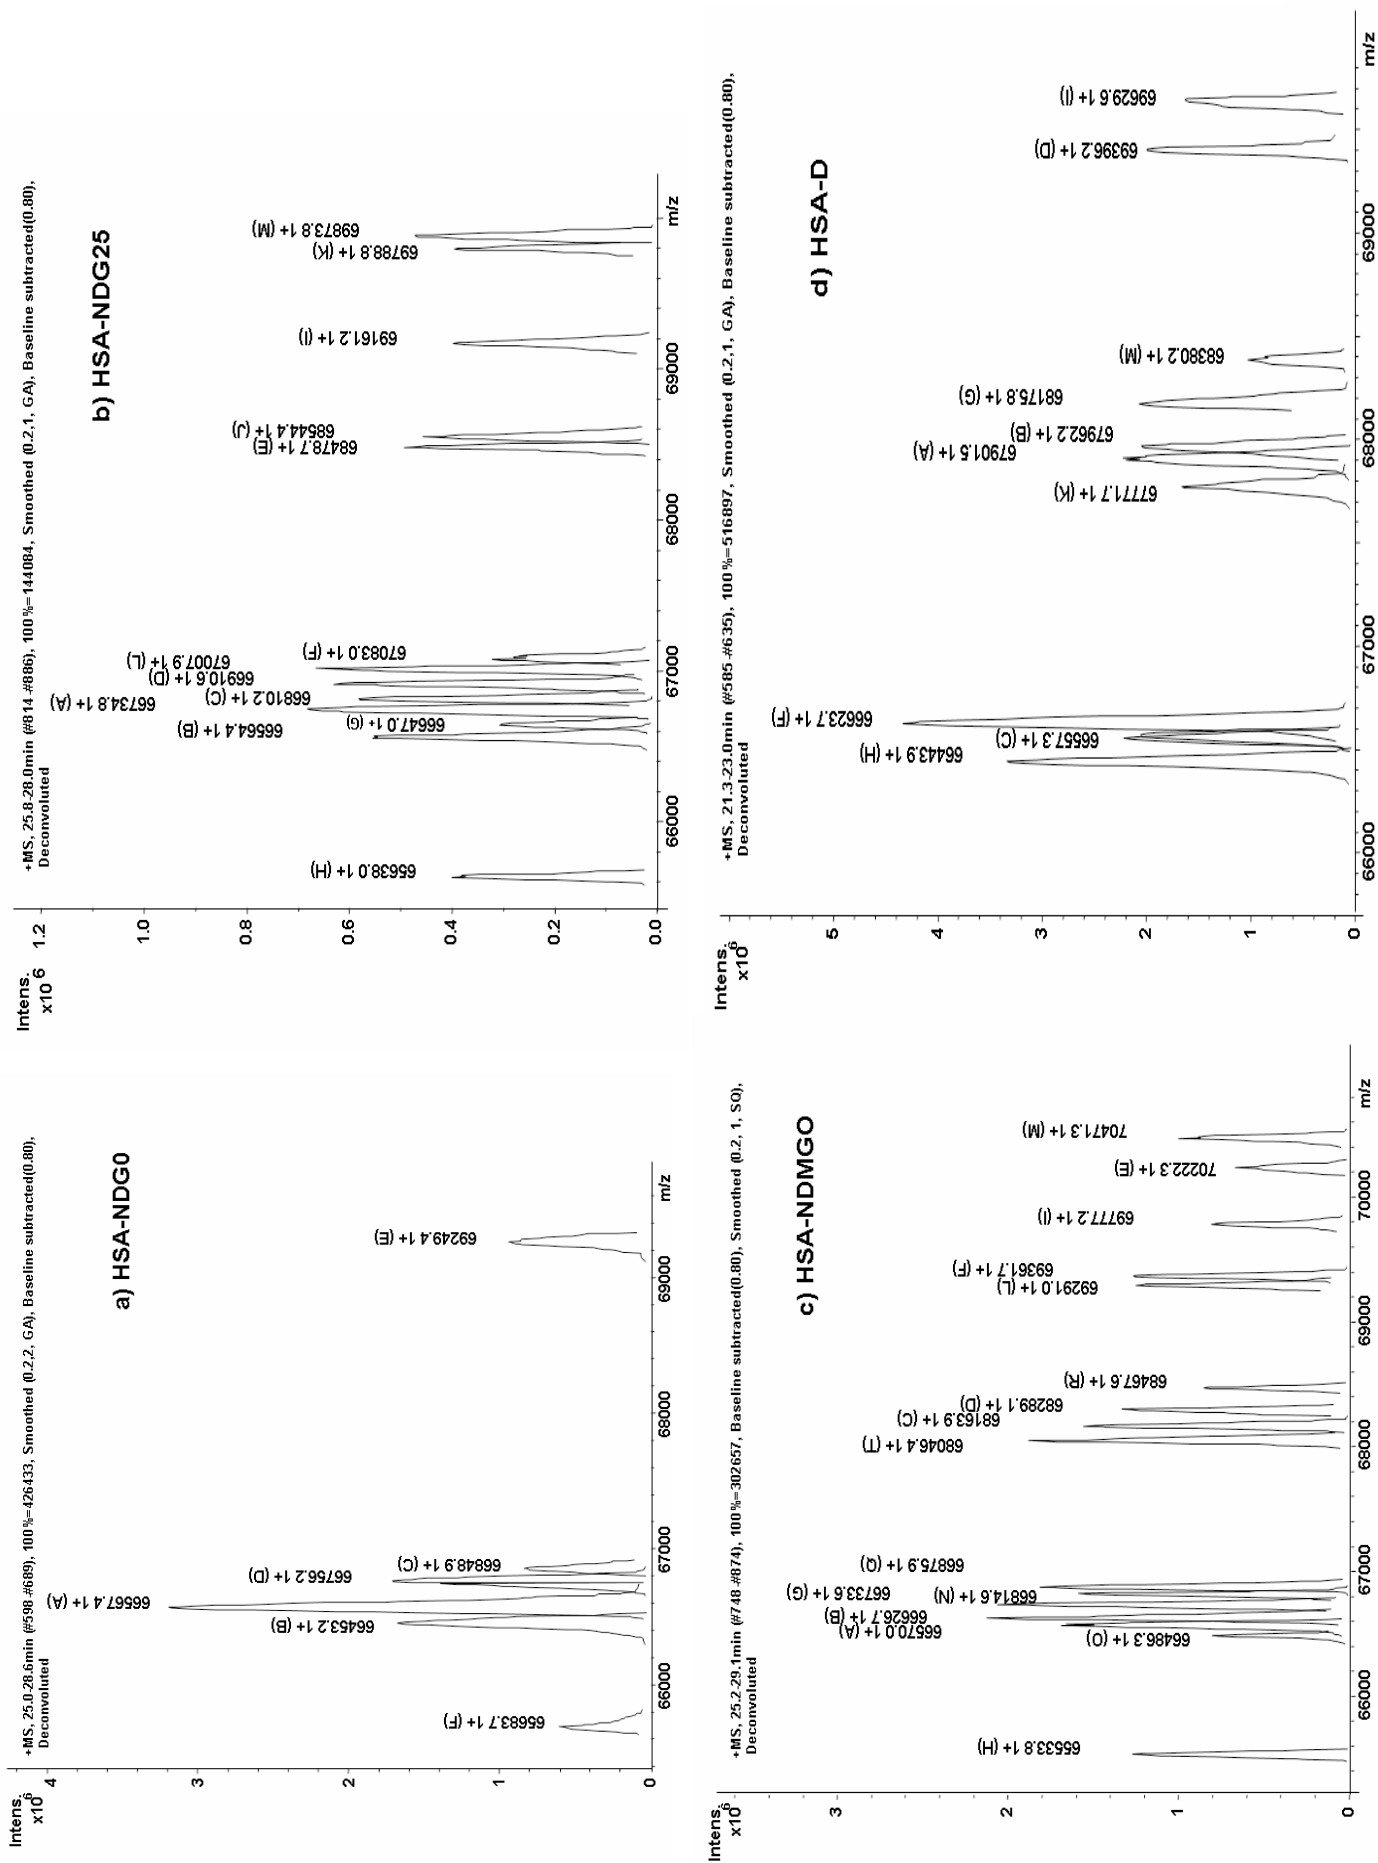 +MS, 25.0-28.6min (#598-#689), 100%=426433, Smoothed (0.2,2, GA), Baseline subtracted(0.80),
Deconvoluted
a) HSA-NDG0
Intens.
x10^6
4
3
2
1
0
65683.7 1+ (F)
66453.2 1+ (B)
66567.4 1+ (A)
66756.2 1+ (D)
66848.9 1+ (C)
69249.4 1+ (E)
66000
67000
68000
69000
m/z
+MS, 25.8-28.0min (#814-#886), 100%=144084, Smoothed (0.2,1, GA), Baseline subtracted(0.80),
Deconvoluted
b) HSA-NDG25
Intens.
x10^6
1.2
1.0
0.8
0.6
0.4
0.2
0.0
65638.0 1+ (H)
66564.4 1+ (B)
66647.0 1+ (G)
66734.8 1+ (A)
66810.2 1+ (C)
66910.6 1+ (D)
67007.9 1+ (L)
67083.0 1+ (F)
68478.7 1+ (E)
68544.4 1+ (J)
69161.2 1+ (I)
69788.8 1+ (K)
69873.8 1+ (M)
66000
67000
68000
69000
m/z
+MS, 25.2-29.1min (#748-#874), 100%=302657, Baseline subtracted(0.80), Smoothed (0.2, 1, SQ),
Deconvoluted
c) HSA-NDMGO
Intens.
x10^6
3
2
1
0
65533.8 1+ (H)
66486.3 1+ (O)
66570.0 1+ (A)
66626.7 1+ (B)
66733.6 1+ (G)
66814.6 1+ (N)
66875.9 1+ (Q)
68046.4 1+ (T)
68163.9 1+ (C)
68289.1 1+ (D)
68467.6 1+ (R)
69291.0 1+ (L)
69361.7 1+ (F)
69777.2 1+ (I)
70222.3 1+ (E)
70471.3 1+ (M)
66000
67000
68000
69000
70000
m/z
+MS, 21.3-23.0min (#585-#635), 100%=516897, Smoothed (0.2,1, GA), Baseline subtracted(0.80),
Deconvoluted
d) HSA-D
Intens.
x10^6
5
4
3
2
1
0
66443.9 1+ (H)
66557.3 1+ (C)
66623.7 1+ (F)
67771.7 1+ (K)
67901.5 1+ (A)
67962.2 1+ (B)
68175.8 1+ (G)
68380.2 1+ (M)
69396.2 1+ (D)
69629.6 1+ (I)
66000
67000
68000
69000
m/z